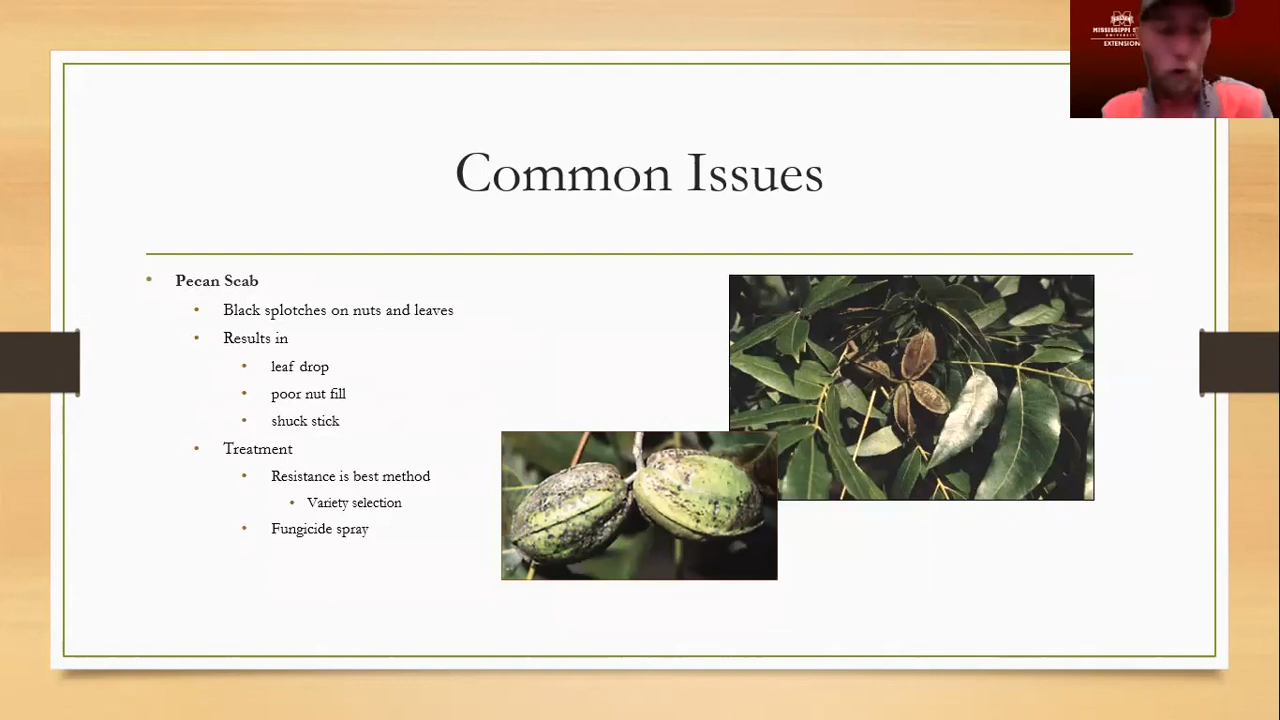 MISSISSIPPI
EXTENSION
Common Issues
Pecan Scab
Black splotches on nuts and leaves
Results in
leaf drop
poor nut fill
shuck stick
Treatment
Resistance is best method
Variety selection
Fungicide spray